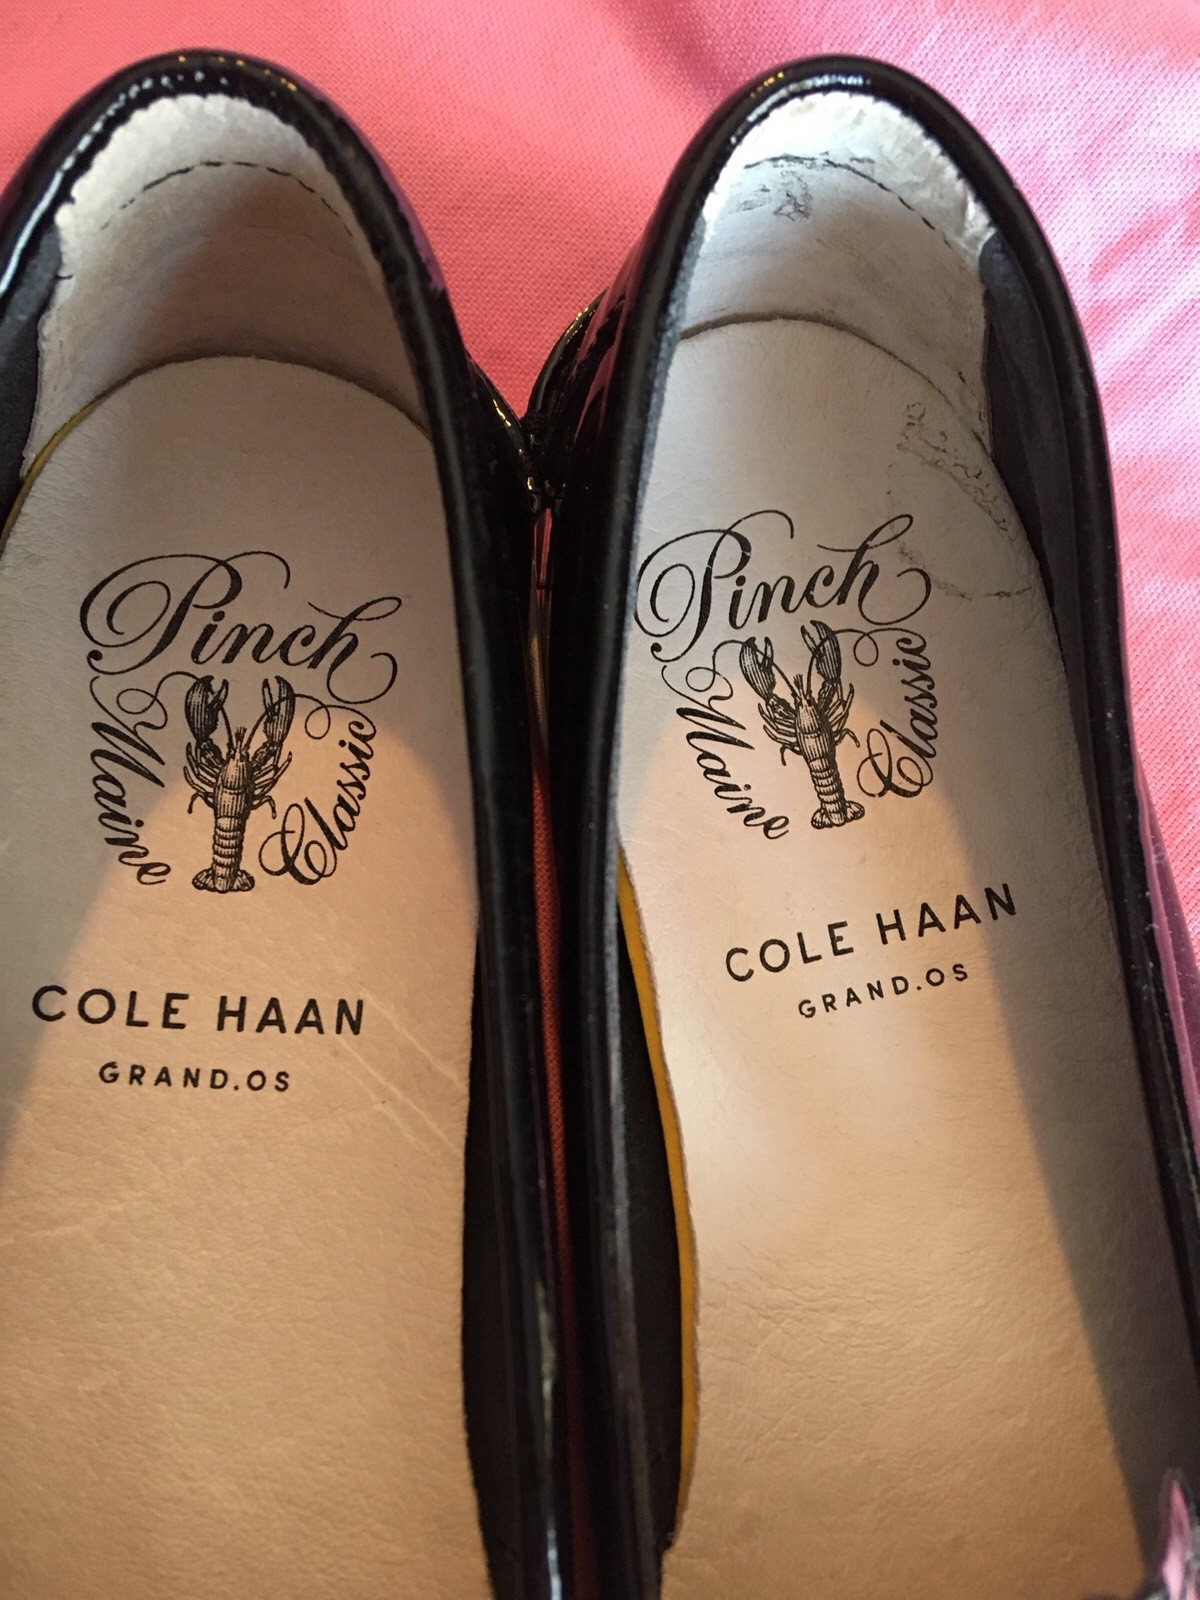 Pinch
Maine Classic
COLE HAAN
GRAND.OS
Pinch
Maine Classic
COLE HAAN
GRAND.OS